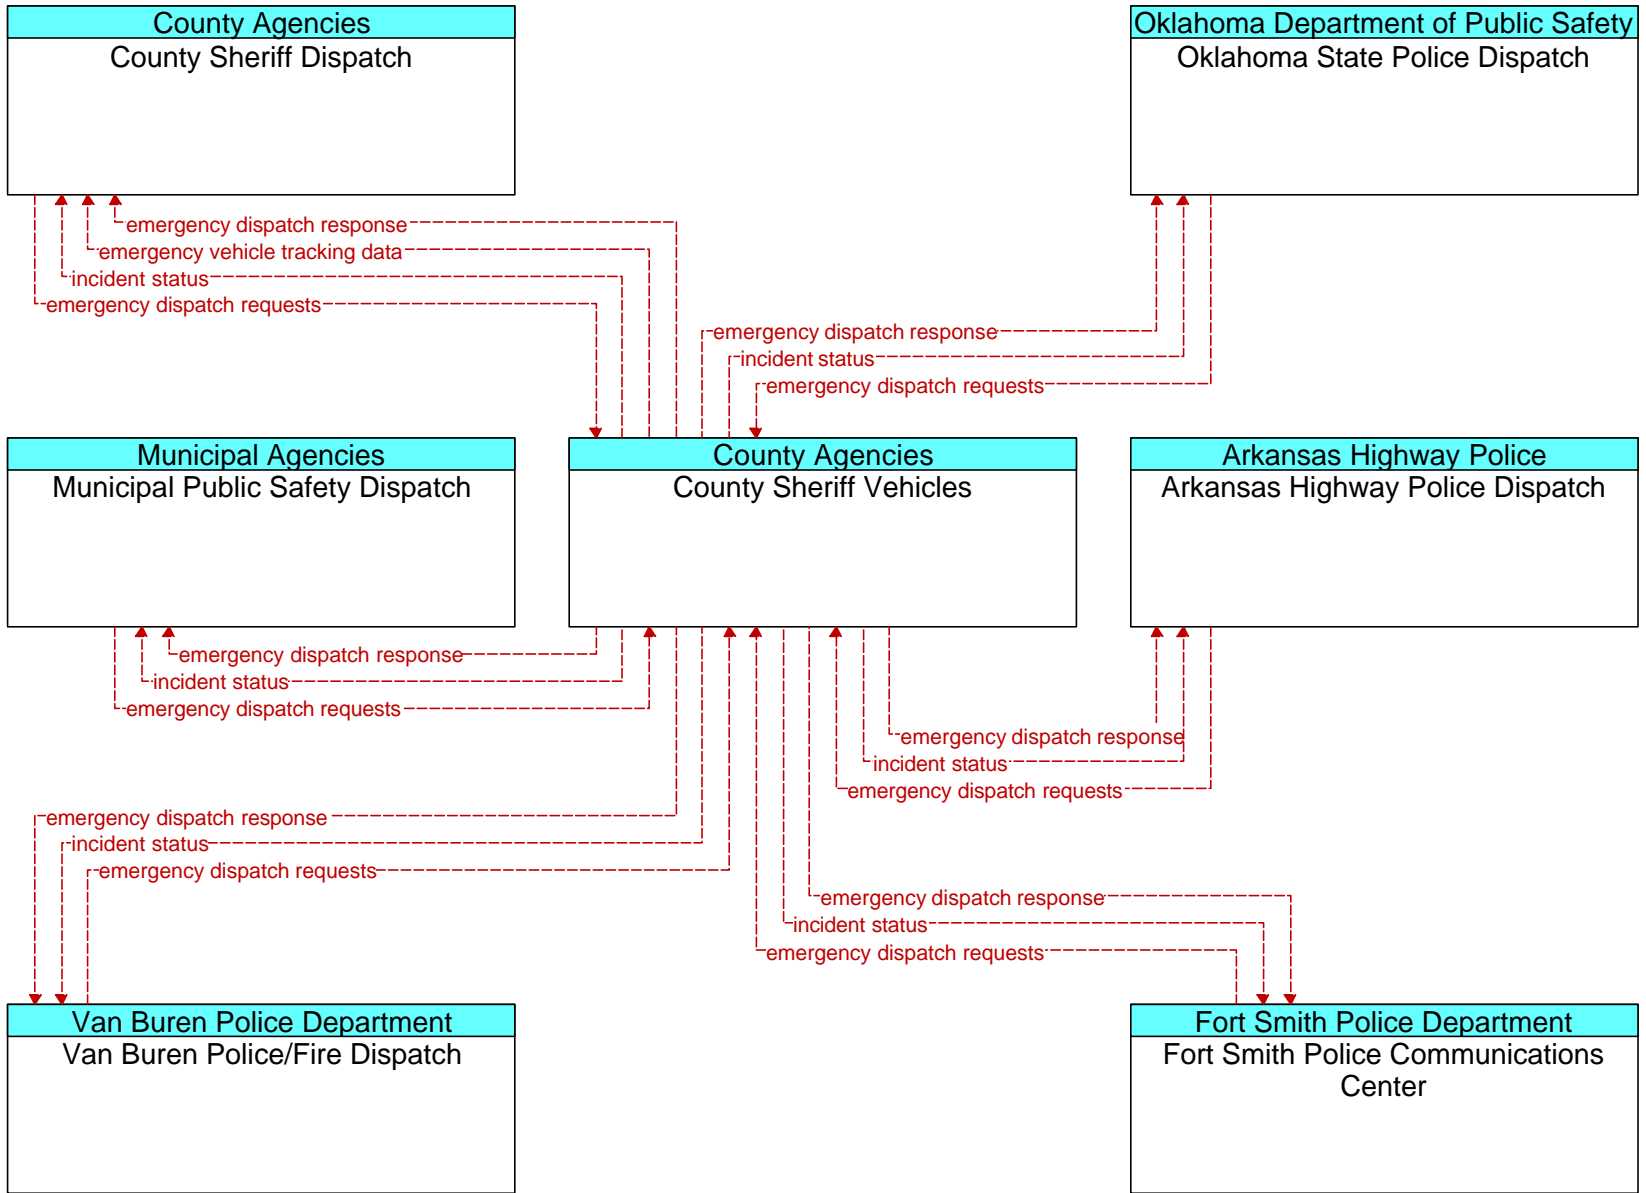 County Agencies
County Sheriff Dispatch
Oklahoma Department of Public Safety
Oklahoma State Police Dispatch
emergency dispatch response
emergency vehicle tracking data
incident status
emergency dispatch requests
emergency dispatch response
incident status
emergency dispatch requests
Municipal Agencies
Municipal Public Safety Dispatch
County Agencies
County Sheriff Vehicles
Arkansas Highway Police
Arkansas Highway Police Dispatch
emergency dispatch response
incident status
emergency dispatch requests
emergency dispatch response
incident status
emergency dispatch requests
emergency dispatch response
incident status
emergency dispatch requests
emergency dispatch response
incident status
emergency dispatch requests
Van Buren Police Department
Van Buren Police/Fire Dispatch
Fort Smith Police Department
Fort Smith Police Communications
Center